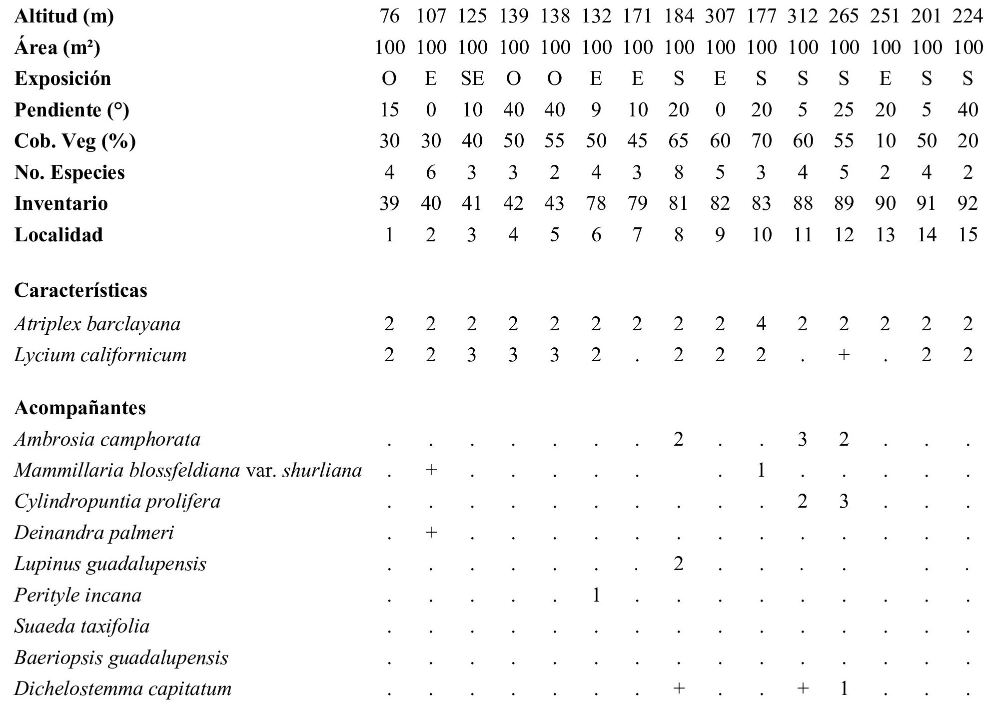 Altitud (m) 76 107 125 139 138 132 171 184 307 177 312 265 251 201 224
Área (m²) 100 100 100 100 100 100 100 100 100 100 100 100 100 100 100
Exposición O E SE O O E E S E S S S E S S
Pendiente (°) 15 0 10 40 40 9 10 20 0 20 5 25 20 5 40
Cob. Veg (%) 30 30 40 50 55 50 45 65 60 70 60 55 10 50 20
No. Especies 4 6 3 3 2 4 3 8 5 3 4 5 2 4 2
Inventario 39 40 41 42 43 78 79 81 82 83 88 89 90 91 92
Localidad 1 2 3 4 5 6 7 8 9 10 11 12 13 14 15
Características
Atriplex barclayana 2 2 2 2 2 2 2 2 2 4 2 2 2 2 2
Lycium californicum 2 2 3 3 3 2 . 2 2 2 . + . 2 2
Acompañantes
Ambrosia camphorata . . . . . . . 2 . . 3 2 . . .
Mammillaria blossfeldiana var. shurliana . + . . . . . . 1 . . . . .
Cylindropuntia prolifera . . . . . . . . . . 2 3 . . .
Deinandra palmeri . + . . . . . . . . . . . . .
Lupinus guadalupensis . . . . . . . 2 . . . . . .
Perityle incana . . . . . 1 . . . . . . . . .
Suaeda taxifolia . . . . . . . . . . . . . . .
Baeriopsis guadalupensis . . . . . . . . . . . . . . .
Dichelostemma capitatum . . . . . . . + . . + 1 . . .